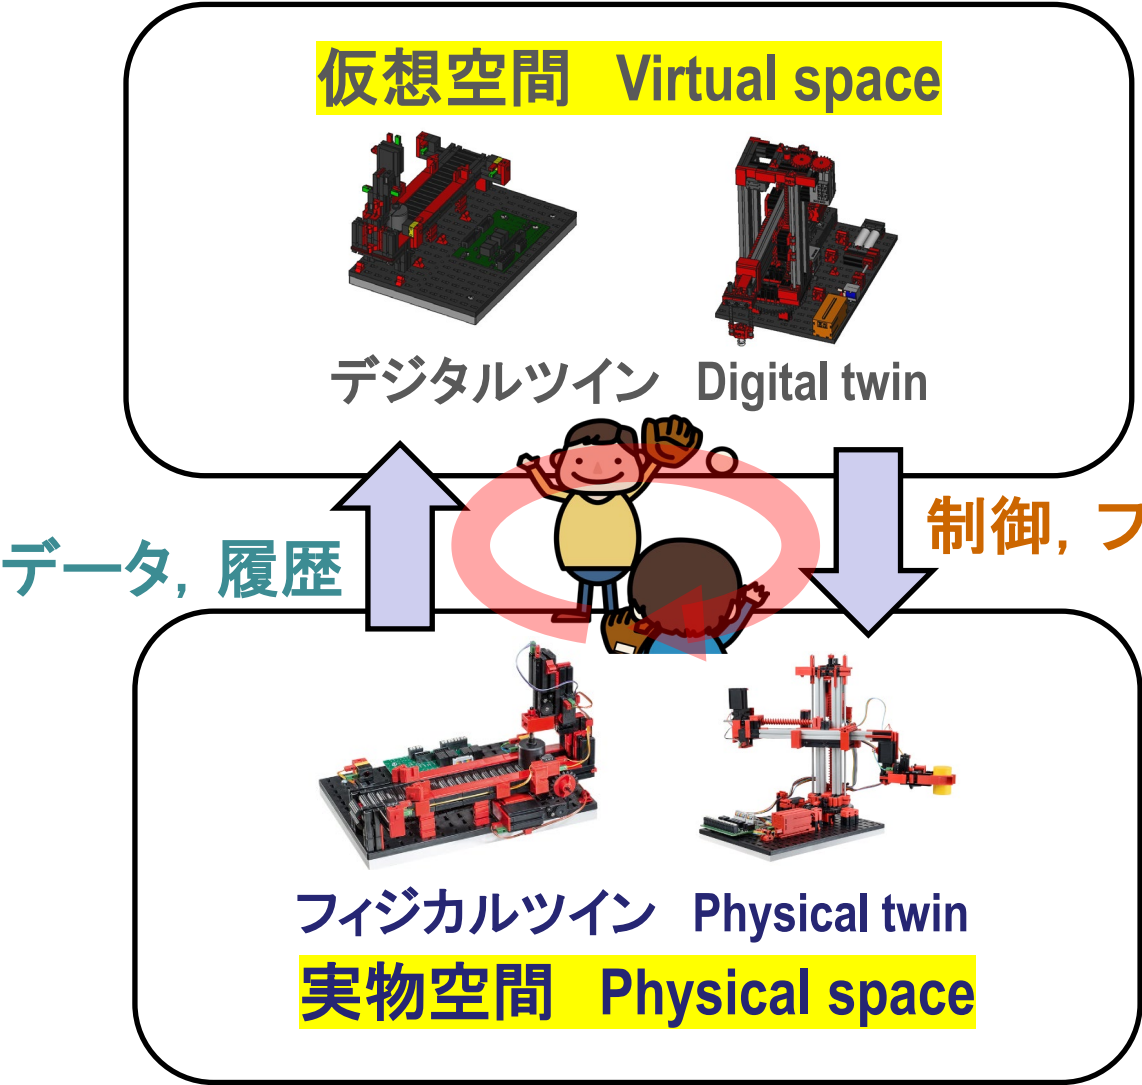 仮想空間　Virtual space
デジタルツイン　Digital twin
制御, フ
データ, 履歴
フィジカルツイン　Physical twin
実物空間　Physical space